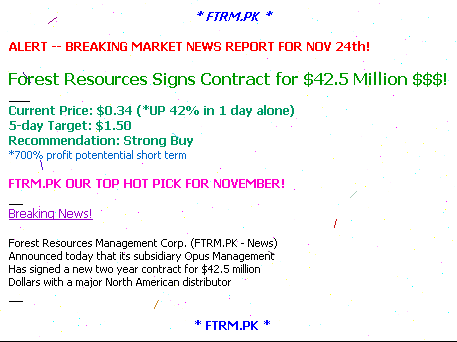 * FTRM.PK *
ALERT -- BREAKING MARKET NEWS REPORT FOR NOV 24th!
Forest Resources Signs Contract for $42.5 Million $$$!
Current Price: $0.34 (*UP 42% in 1 day alone)
5-day Target: $1.50
Recommendation: Strong Buy
*700% profit potentential short term
FTRM.PK OUR TOP HOT PICK FOR NOVEMBER!
Breaking News!
Forest Resources Management Corp. (FTRM.PK - News)
Announced today that its subsidiary Opus Management
Has signed a new two year contract for $42.5 million
Dollars with a major North American distributor
* FTRM.PK *